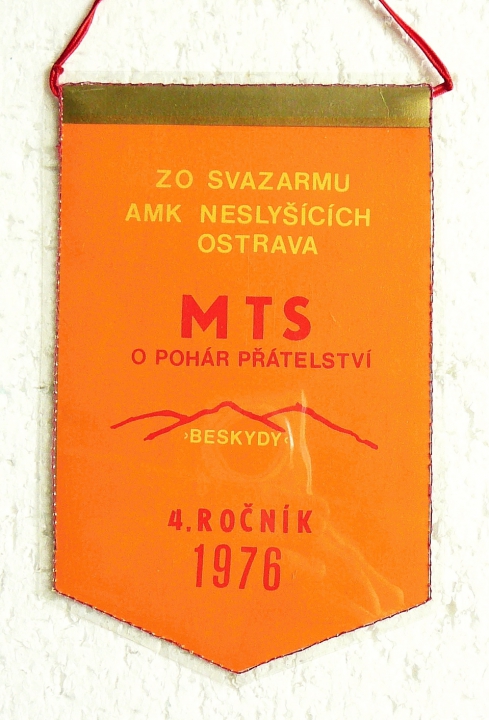 ZO SVAZARMU
AMK NESLYŠÍCÍCH
OSTRAVA
MTS
O POHÁR PŘÁTELSTVÍ
›BESKYDY‹
4. ROČNÍK
1976